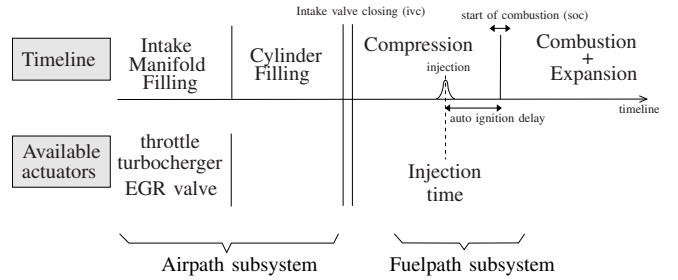 Intake valve closing (ivc)
start of combustion (soc)
Timeline
Intake
Manifold
Filling
Cylinder
Filling
Compression
injection
Combustion
+
Expansion
timeline
auto ignition delay
Available
actuators
throttle
turbocherger
EGR valve
Injection
time
Airpath subsystem
Fuelpath subsystem